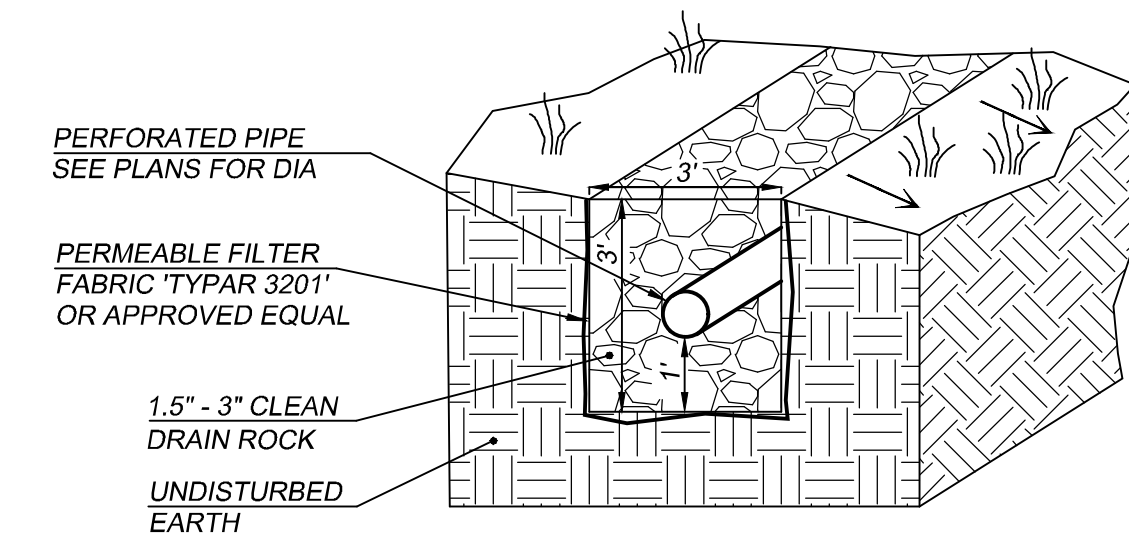 PERFORATED PIPE
SEE PLANS FOR DIA
PERMEABLE FILTER
FABRIC 'TYPAR 3201'
OR APPROVED EQUAL
1.5" - 3" CLEAN
DRAIN ROCK
UNDISTURBED
EARTH
3'
3'
1'